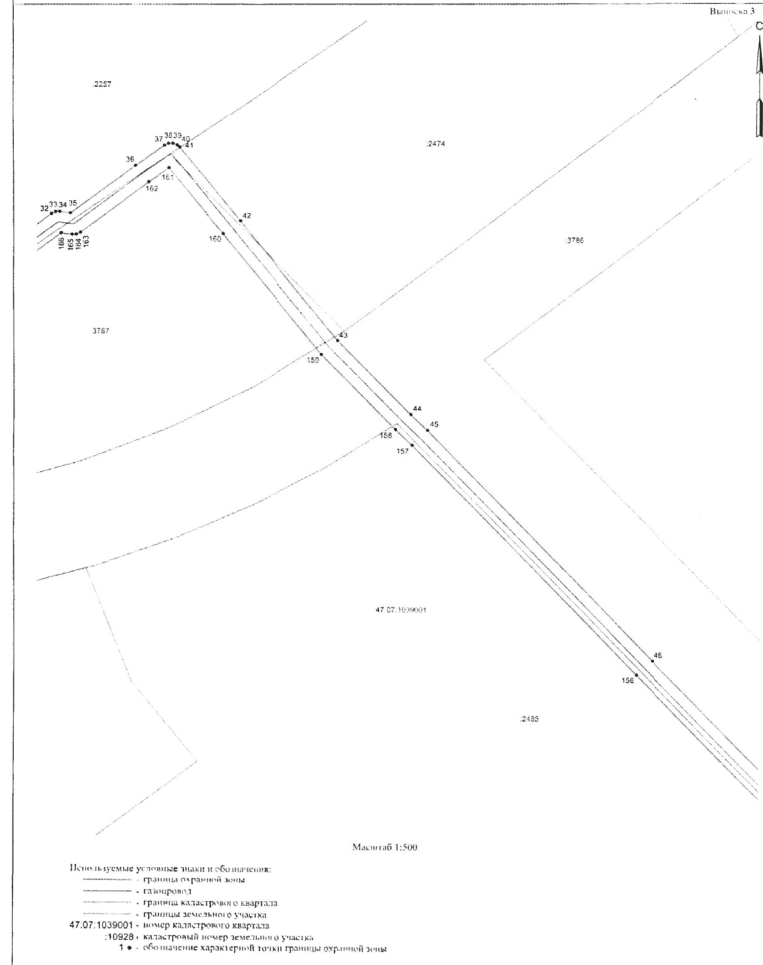 Выноска 3
С
:2267
37 38 39 40
41
:2474
36
161
162
32 33 34 35
42
166 165 164 163
160
:3786
3787
43
159
44
45
158
157
47:07:1039001
46
156
:2485
Масштаб 1:500
Используемые условные знаки и обозначения:
- граница охранной зоны
- газопровод
- граница кадастрового квартала
- границы земельного участка
47:07:1039001 - номер кадастрового квартала
:10928 - кадастровый номер земельного участка
1 • - обозначение характерной точки границы охранной зоны